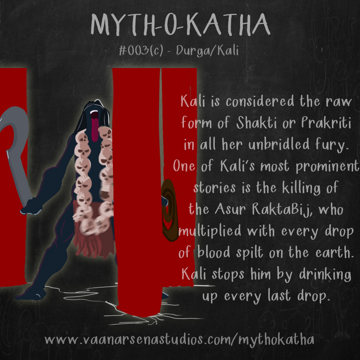 MYTH-O-KATHA
#003(c) - Durga/Kali
Kali is considered the raw
form of Shakti or Prakriti
in all her unbridled fury.
One of Kali's most prominent
stories is the killing of
the Asur RaktaBij, who
multiplied with every drop
of blood spilt on the earth.
Kali stops him by drinking
up every last drop.
www.vaanarsenastudios.com/mythokatha